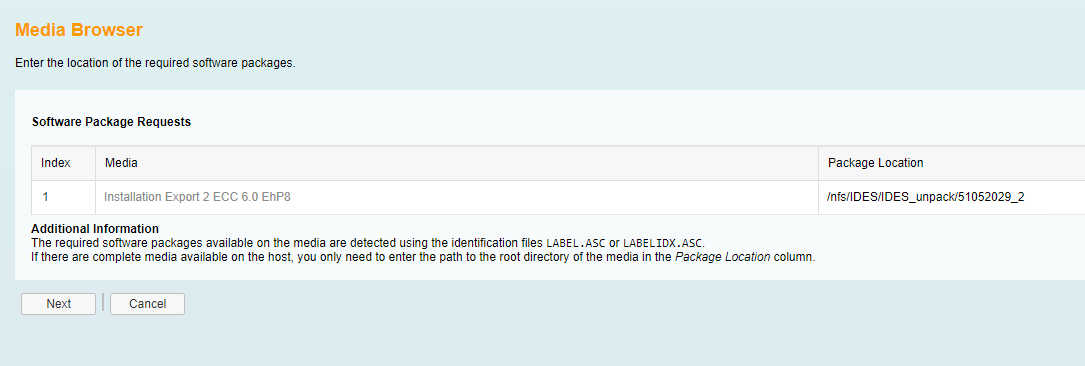 Media Browser
Enter the location of the required software packages.
Software Package Requests
Index Media Package Location
1 Installation Export 2 ECC 6.0 EhP8 /nfs/IDES/IDES_unpack/51052029_2
Additional Information
The required software packages available on the media are detected using the identification files LABEL.ASC or LABELIDX.ASC.
If there are complete media available on the host, you only need to enter the path to the root directory of the media in the Package Location column.
Next Cancel